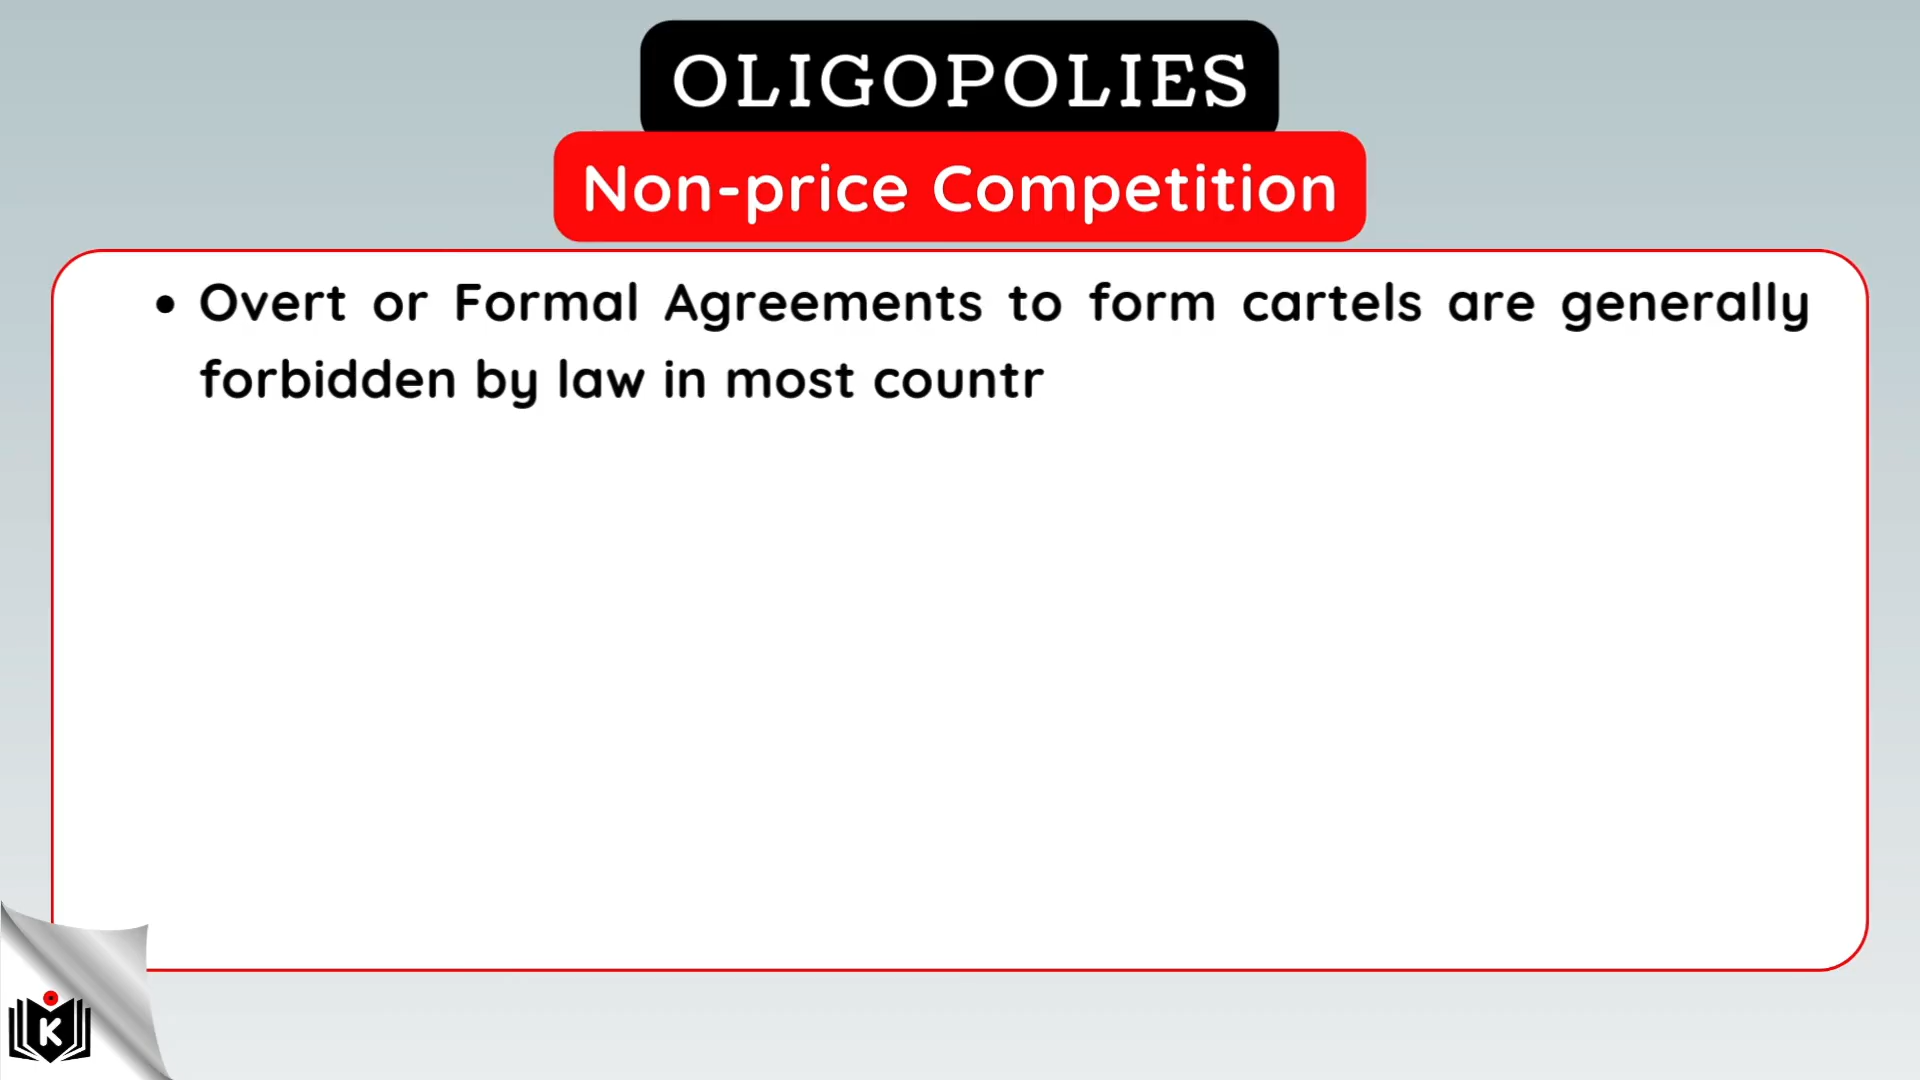 OLIGOPOLIES
Non-price Competition
• Overt or Formal Agreements to form cartels are generally
forbidden by law in most countr
K